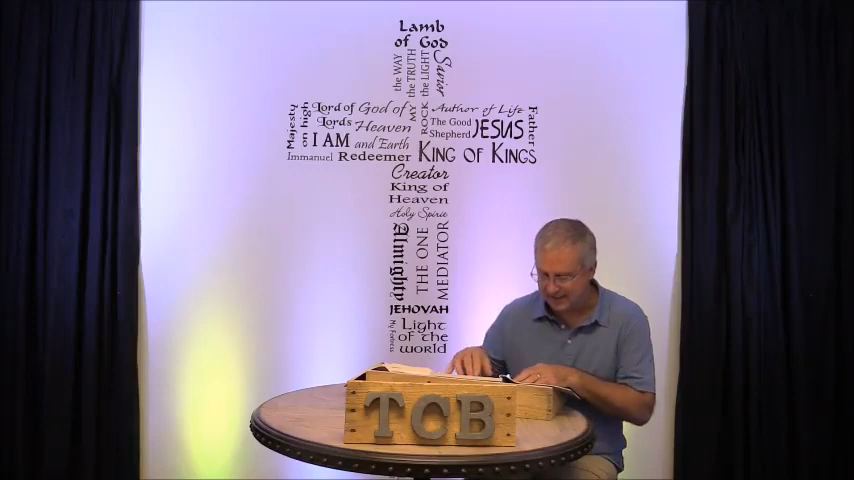 Lamb
of God
the WAY
the TRUTH
the LIGHT
Savior
Majesty
on high
Lord of
Lords
I AM
Immanuel
God of
Heaven
and Earth
Redeemer
MY
ROCK
Author of Life
The Good
Shepherd
JESUS
Father
KING OF KINGS
Creator
King of
Heaven
Holy Spirit
Almighty
THE ONE
MEDIATOR
JEHOVAH
Light
of the
World
TCB